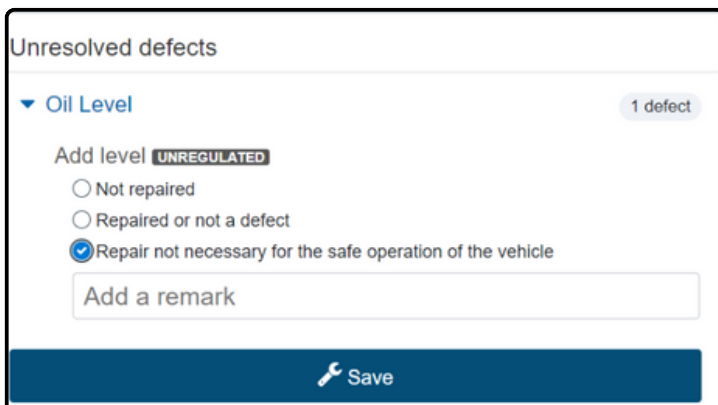 Unresolved defects
Oil Level 1 defect
Add level UNREGULATED
Not repaired
Repaired or not a defect
Repair not necessary for the safe operation of the vehicle
Add a remark
Save